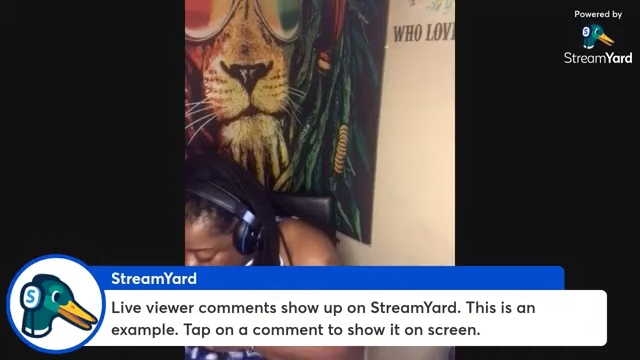 WHO LOV
Powered by
StreamYard
S
StreamYard
Live viewer comments show up on StreamYard. This is an
example. Tap on a comment to show it on screen.